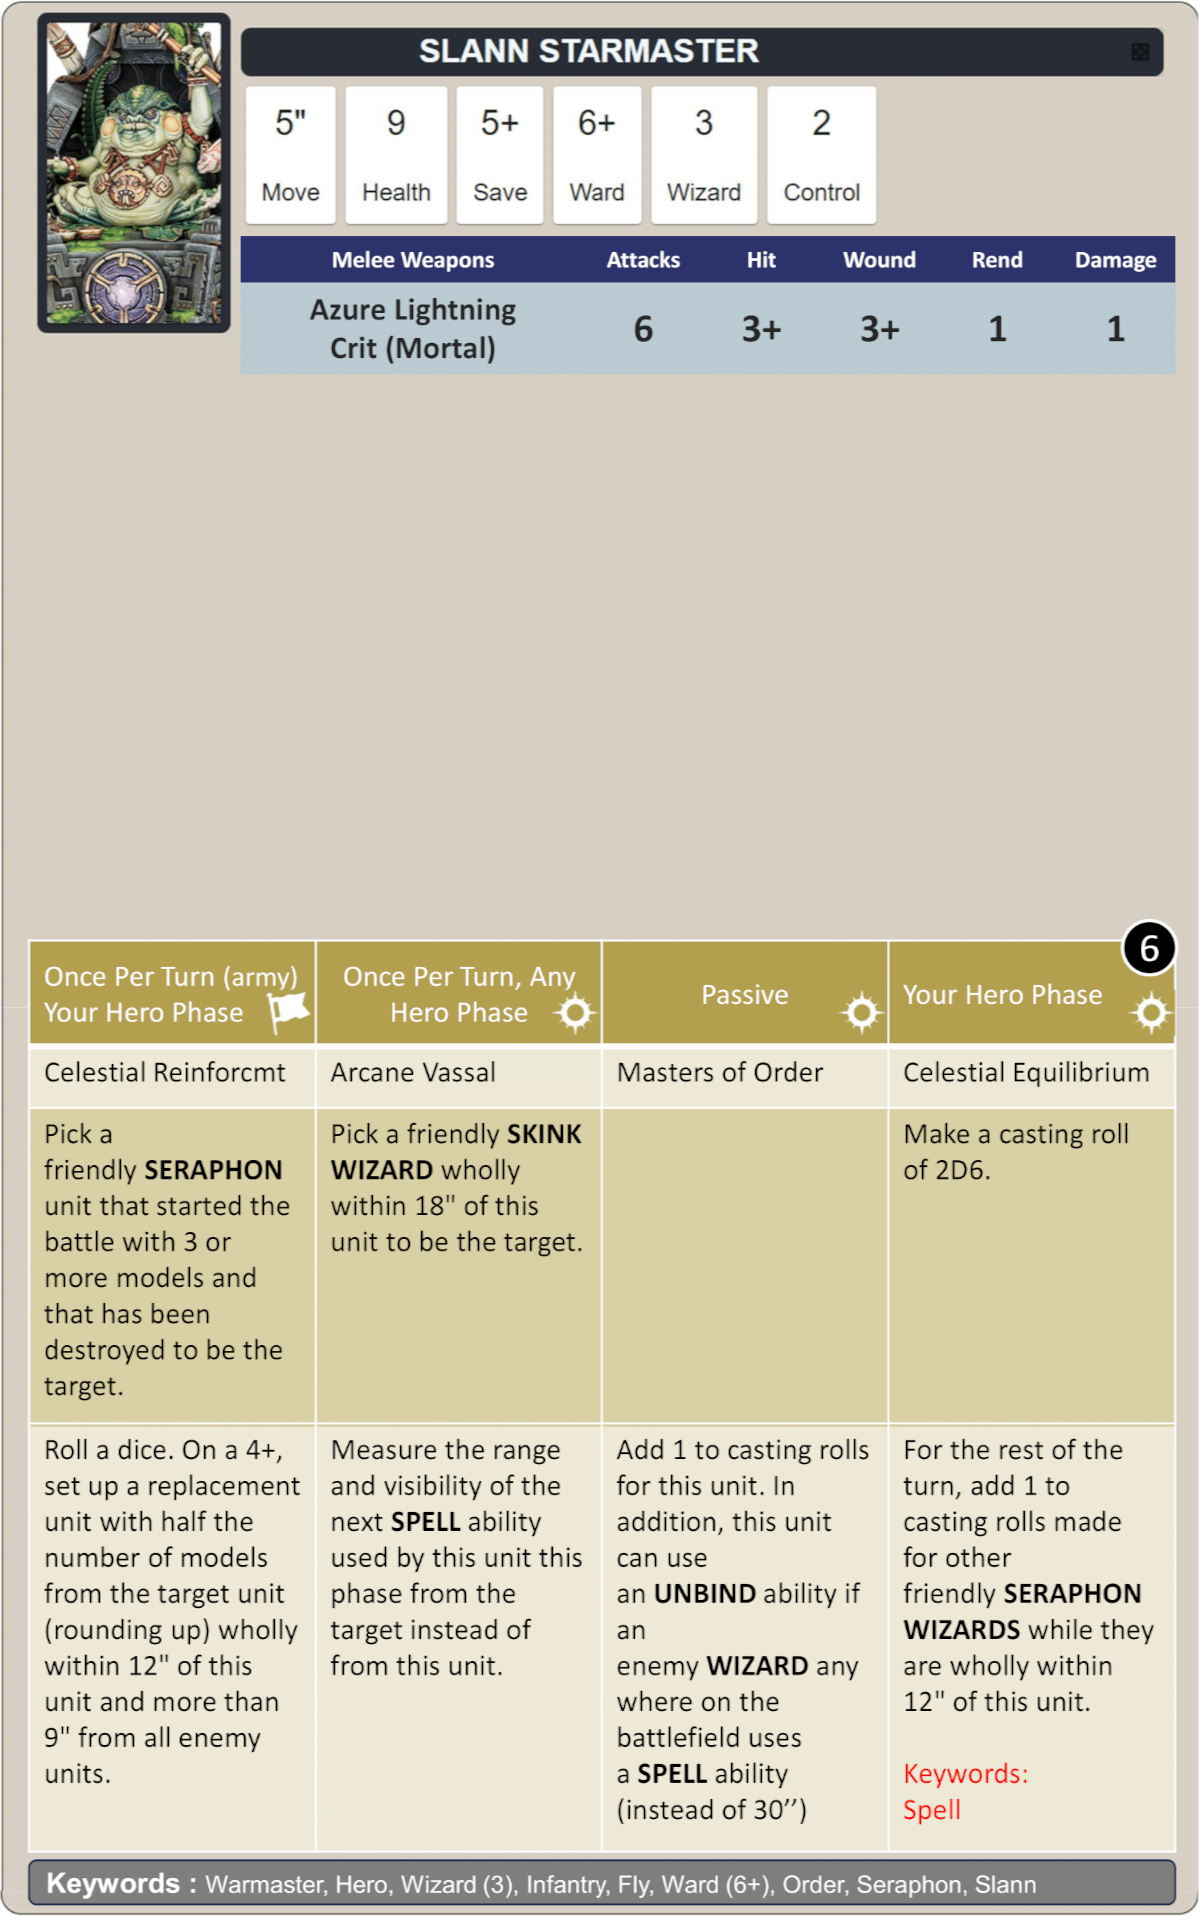 SLANN STARMASTER
5" 9 5+ 6+ 3 2
Move Health Save Ward Wizard Control
Melee Weapons Attacks Hit Wound Rend Damage
Azure Lightning
Crit (Mortal) 6 3+ 3+ 1 1
6
Once Per Turn (army)
Your Hero Phase
Once Per Turn, Any
Hero Phase
Passive
Your Hero Phase
Celestial Reinforcmt
Arcane Vassal
Masters of Order
Celestial Equilibrium
Pick a
friendly SERAPHON
unit that started the
battle with 3 or
more models and
that has been
destroyed to be the
target.
Pick a friendly SKINK
WIZARD wholly
within 18" of this
unit to be the target.
Make a casting roll
of 2D6.
Roll a dice. On a 4+,
set up a replacement
unit with half the
number of models
from the target unit
(rounding up) wholly
within 12" of this
unit and more than
9" from all enemy
units.
Measure the range
and visibility of the
next SPELL ability
used by this unit this
phase from the
target instead of
from this unit.
Add 1 to casting rolls
for this unit. In
addition, this unit
can use
an UNBIND ability if
an
enemy WIZARD any
where on the
battlefield uses
a SPELL ability
(instead of 30’’)
For the rest of the
turn, add 1 to
casting rolls made
for other
friendly SERAPHON
WIZARDS while they
are wholly within
12" of this unit.
Keywords:
Spell
Keywords : Warmaster, Hero, Wizard (3), Infantry, Fly, Ward (6+), Order, Seraphon, Slann